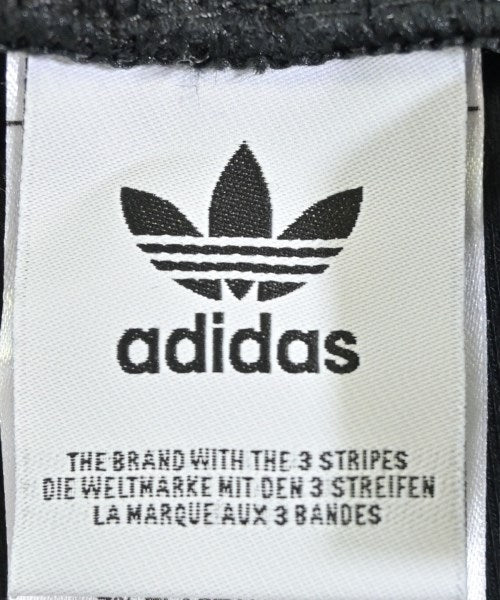 adidas
THE BRAND WITH THE 3 STRIPES
DIE WELTMARKE MIT DEN 3 STREIFEN
LA MARQUE AUX 3 BANDES